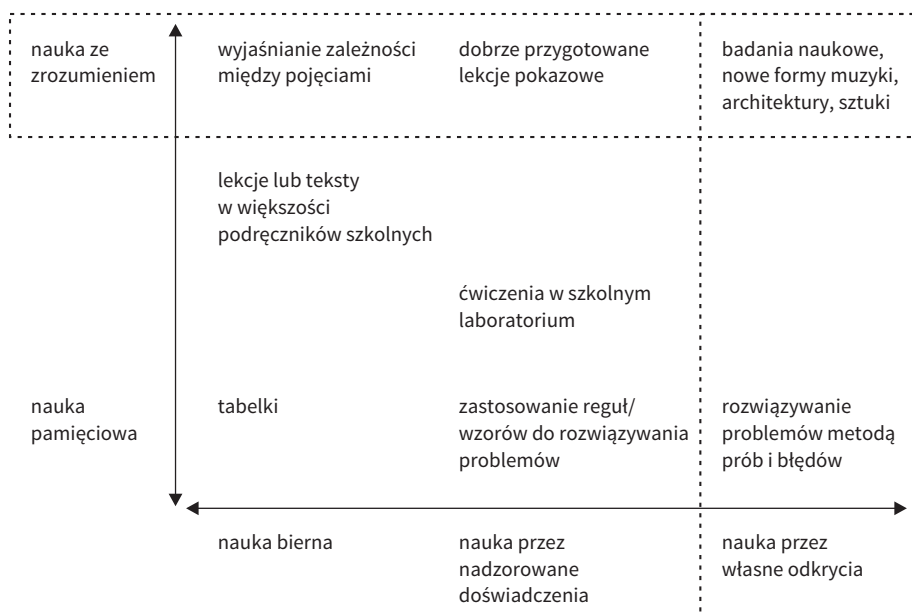 nauka ze
zrozumieniem
wyjaśnianie zależności
między pojęciami
dobrze przygotowane
lekcje pokazowe
badania naukowe,
nowe formy muzyki,
architektury, sztuki
lekcje lub teksty
w większości
podręczników szkolnych
ćwiczenia w szkolnym
laboratorium
nauka
pamięciowa
tabelki
zastosowanie reguł/
wzorów do rozwiązywania
problemów
rozwiązywanie
problemów metodą
prób i błędów
nauka bierna
nauka przez
nadzorowane
doświadczenia
nauka przez
własne odkrycia